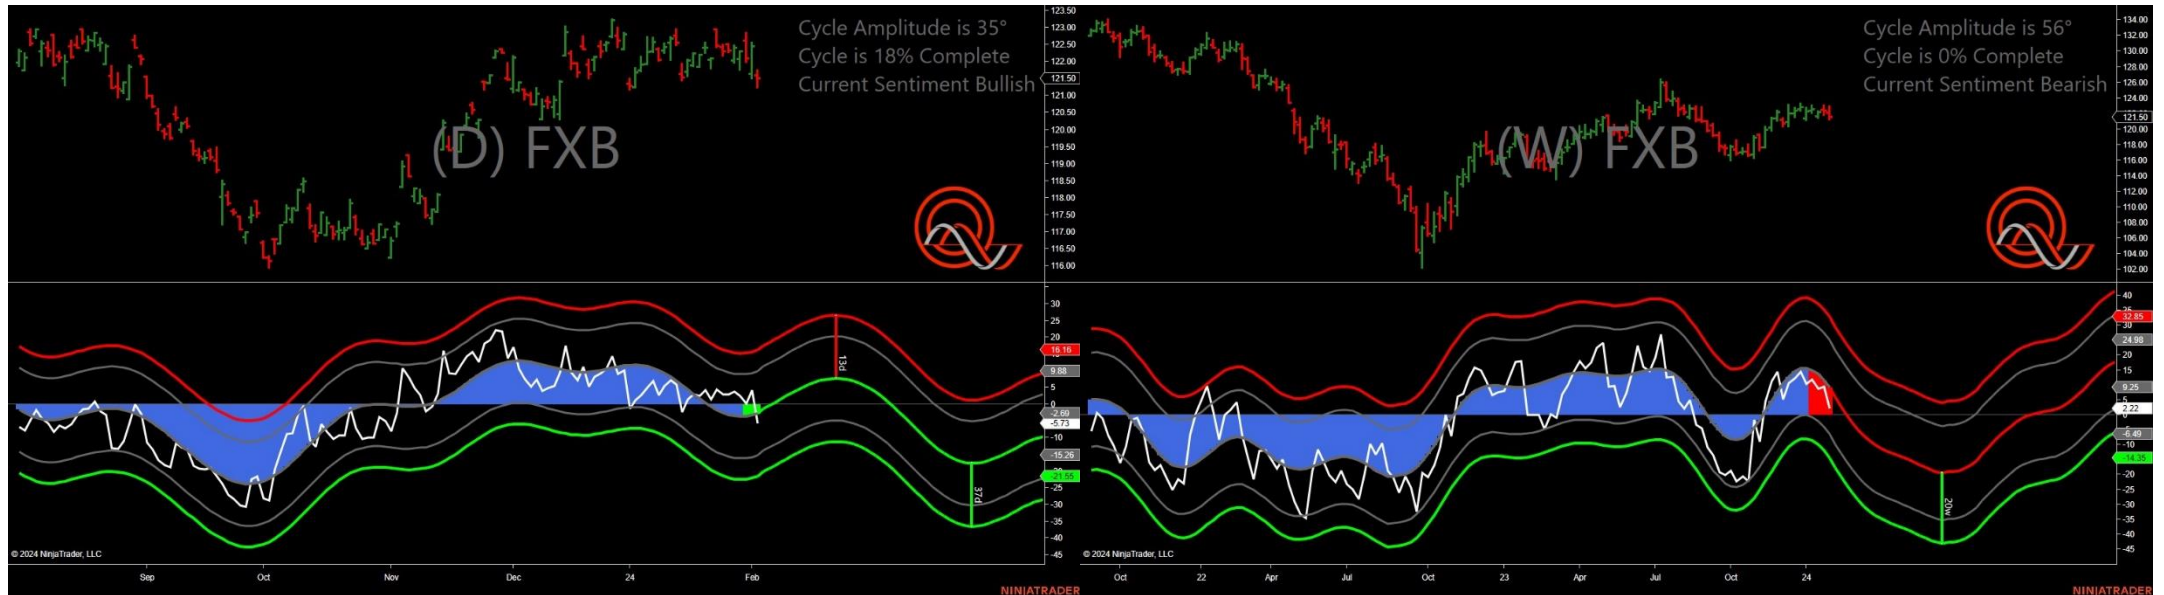 Cycle Amplitude is 35°
Cycle is 18% Complete
Current Sentiment Bullish
(D) FXB
123.50
123.00
122.50
122.00
121.50
121.00
120.50
120.00
119.50
119.00
118.50
118.00
117.50
117.00
116.50
116.00
30
25
20
16.16
9.88
5
0
-2.69
-5.73
-10
-15.26
-21.55
-25
-30
-35
-40
-45
13d
37d
© 2024 NinjaTrader, LLC
Sep
Oct
Nov
Dec
24
Feb
NINJATRADER
Cycle Amplitude is 56°
Cycle is 0% Complete
Current Sentiment Bearish
(W) FXB
134.00
132.00
130.00
128.00
126.00
124.00
121.50
120.00
118.00
116.00
114.00
112.00
110.00
108.00
106.00
104.00
102.00
40
32.85
30
24.98
20
15
9.25
5
2.22
-6.49
-10
-14.35
-20
-25
-30
-35
-40
-45
20w
© 2024 NinjaTrader, LLC
Oct
22
Apr
Jul
Oct
23
Apr
Jul
Oct
24
NINJATRADER